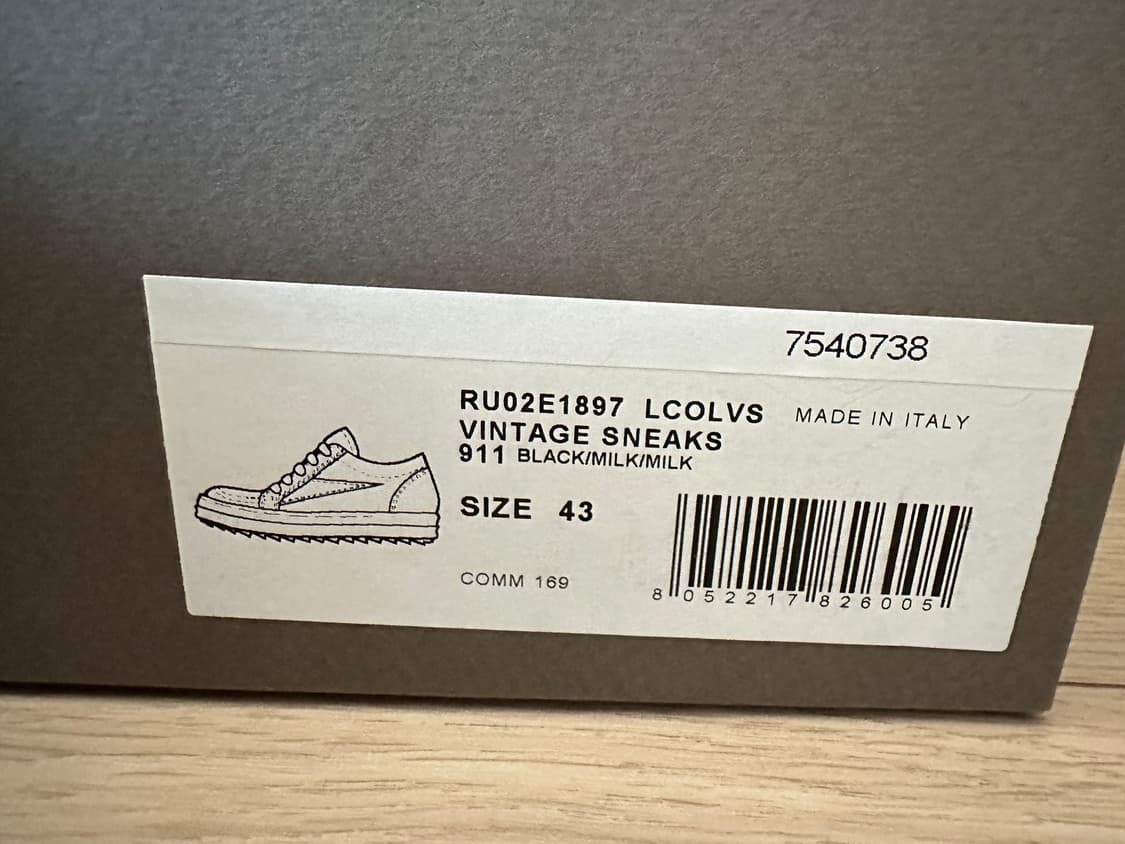 7540738
RU02E1897 LCOLVS MADE IN ITALY
VINTAGE SNEAKS
911 BLACK/MILK/MILK
SIZE 43
COMM 169
8 052217 826005